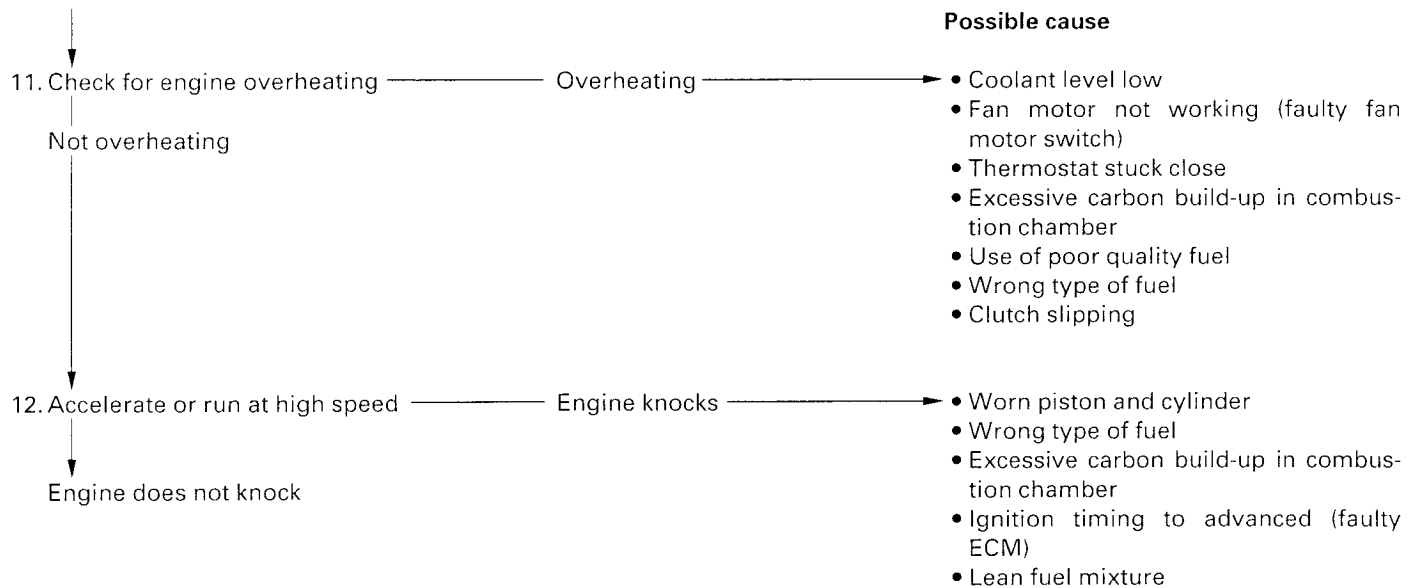 Possible cause
11. Check for engine overheating
Overheating
• Coolant level low
• Fan motor not working (faulty fan
motor switch)
• Thermostat stuck close
• Excessive carbon build-up in combus-
tion chamber
• Use of poor quality fuel
• Wrong type of fuel
• Clutch slipping
Not overheating
12. Accelerate or run at high speed
Engine knocks
• Worn piston and cylinder
• Wrong type of fuel
• Excessive carbon build-up in combus-
tion chamber
• Ignition timing to advanced (faulty
ECM)
• Lean fuel mixture
Engine does not knock